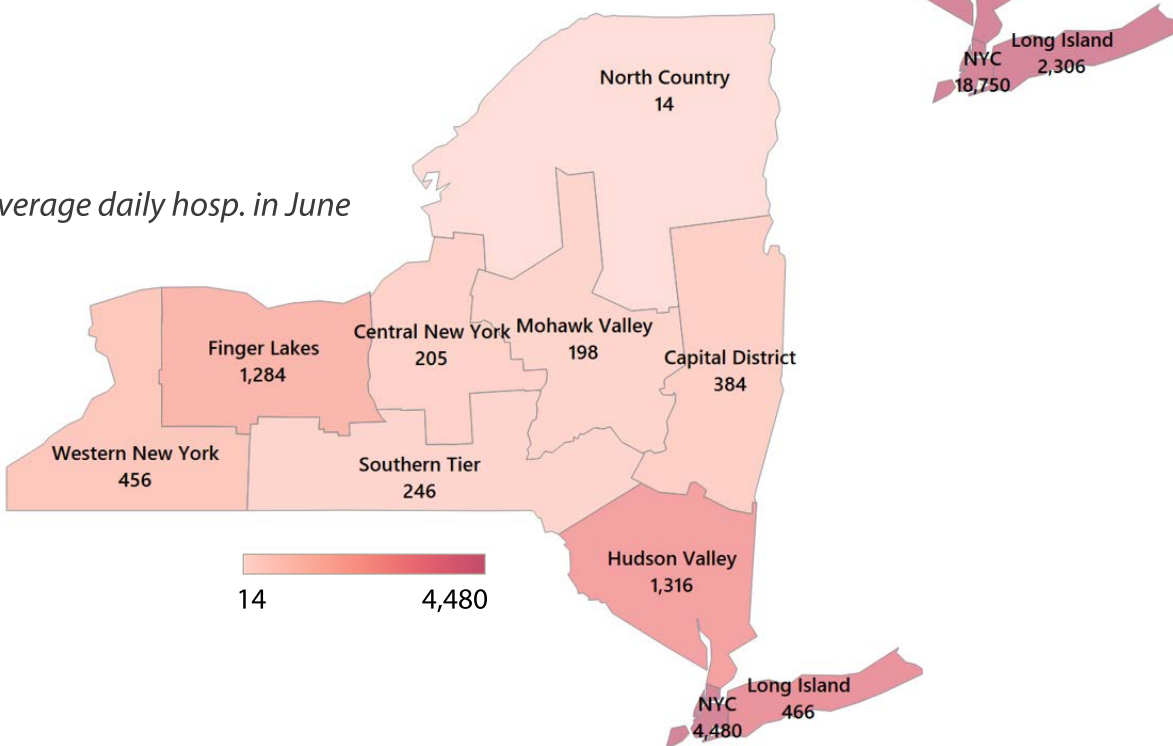 Long Island
2,306
NYC
18,750
North Country
14
hosp. in June
daily
Central New York
205
Mohawk Valley
198
Finger Lakes
1,284
Capital District
384
Western New York
456
Southern Tier
246
Hudson Valley
1,316
14
4,480
Long Island
466
NYC
4,480